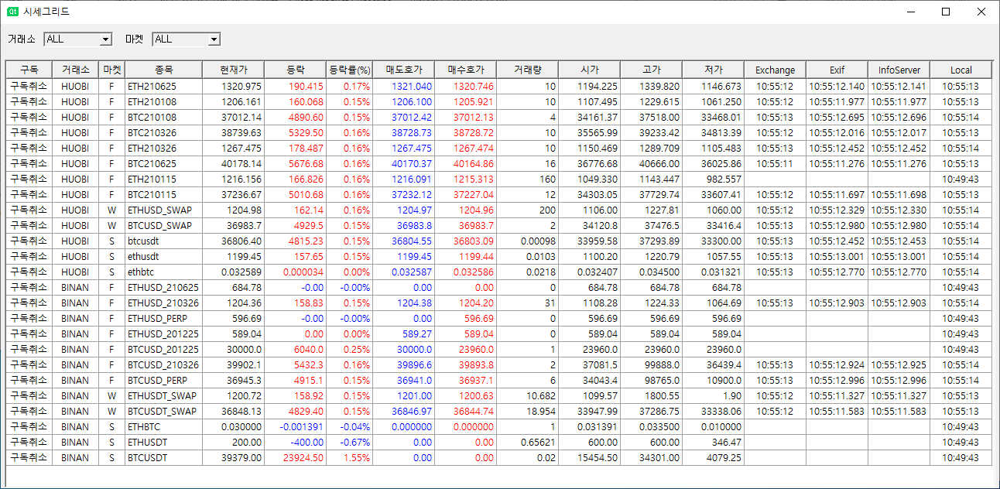 Qt 시세그리드
거래소 ALL 마켓 ALL
구독 거래소 마켓 종목 현재가 등락 등락률(%) 매도호가 매수호가 거래량 시가 고가 저가 Exchange Exif InfoServer Local
구독취소 HUOBI F ETH210625 1320.975 190.415 0.17% 1321.040 1320.746 10 1194.225 1339.820 1146.673 10:55:12 10:55:12.140 10:55:12.141 10:55:13
구독취소 HUOBI F ETH210108 1206.161 160.068 0.15% 1206.100 1205.921 10 1107.495 1229.615 1061.250 10:55:12 10:55:11.977 10:55:11.977 10:55:13
구독취소 HUOBI F BTC210108 37012.14 4890.60 0.15% 37012.42 37012.13 4 34161.37 37518.00 33468.01 10:55:13 10:55:12.695 10:55:12.696 10:55:14
구독취소 HUOBI F BTC210326 38739.63 5329.50 0.16% 38728.73 38728.72 10 35565.99 39233.42 34813.39 10:55:12 10:55:12.016 10:55:12.017 10:55:13
구독취소 HUOBI F ETH210326 1267.475 178.487 0.16% 1267.475 1267.474 10 1150.469 1289.709 1105.483 10:55:13 10:55:12.452 10:55:12.452 10:55:14
구독취소 HUOBI F BTC210625 40178.14 5676.68 0.16% 40170.37 40164.86 16 36776.68 40666.00 36025.86 10:55:11 10:55:11.276 10:55:11.276 10:55:13
구독취소 HUOBI F ETH210115 1216.156 166.826 0.16% 1216.091 1215.313 160 1049.330 1143.447 982.557 10:49:43
구독취소 HUOBI F BTC210115 37236.67 5010.68 0.16% 37232.12 37227.04 12 34303.05 37729.74 33607.41 10:55:12 10:55:11.697 10:55:11.698 10:55:13
구독취소 HUOBI W ETHUSD_SWAP 1204.98 162.14 0.16% 1204.97 1204.96 200 1106.00 1227.81 1060.00 10:55:12 10:55:12.329 10:55:12.330 10:55:14
구독취소 HUOBI W BTCUSD_SWAP 36983.7 4929.5 0.15% 36983.8 36983.7 2 34120.8 37476.5 33416.4 10:55:13 10:55:12.980 10:55:12.980 10:55:14
구독취소 HUOBI S btcusdt 36806.40 4815.23 0.15% 36804.55 36803.09 0.00098 33959.58 37293.89 33300.00 10:55:13 10:55:12.452 10:55:12.453 10:55:14
구독취소 HUOBI S ethusdt 1199.45 157.65 0.15% 1199.45 1199.44 0.0103 1100.20 1220.79 1057.55 10:55:13 10:55:13.001 10:55:13.001 10:55:14
구독취소 HUOBI S ethbtc 0.032589 0.000034 0.00% 0.032587 0.032586 0.0218 0.032407 0.034500 0.031321 10:55:13 10:55:12.770 10:55:12.770 10:55:14
구독취소 BINAN F ETHUSD_210625 684.78 -0.00 -0.00% 0.00 0.00 0 684.78 684.78 684.78 10:49:43
구독취소 BINAN F ETHUSD_210326 1204.36 158.83 0.15% 1204.38 1204.20 31 1108.28 1224.33 1064.69 10:55:13 10:55:12.903 10:55:12.903 10:55:14
구독취소 BINAN F ETHUSD_PERP 596.69 -0.00 -0.00% 0.00 596.69 0 596.69 596.69 596.69 10:49:43
구독취소 BINAN F ETHUSD_201225 589.04 0.00 0.00% 589.27 589.04 0 589.04 589.04 589.04 10:49:43
구독취소 BINAN F BTCUSD_201225 30000.0 6040.0 0.25% 30000.0 23960.0 1 23960.0 23960.0 23960.0 10:49:43
구독취소 BINAN F BTCUSD_210326 39902.1 5432.3 0.16% 39896.6 39893.8 2 37081.5 99888.0 36439.4 10:55:13 10:55:12.924 10:55:12.925 10:55:14
구독취소 BINAN F BTCUSD_PERP 36945.3 4915.1 0.15% 36941.0 36937.1 6 34043.4 98765.0 10900.0 10:55:13 10:55:12.996 10:55:12.996 10:55:14
구독취소 BINAN W ETHUSDT_SWAP 1200.72 158.92 0.15% 1201.00 1200.63 10.682 1099.57 1800.55 1.90 10:55:12 10:55:11.327 10:55:11.327 10:55:13
구독취소 BINAN W BTCUSDT_SWAP 36848.13 4829.40 0.15% 36846.97 36844.74 18.954 33947.99 37286.75 33338.06 10:55:12 10:55:11.583 10:55:11.583 10:55:13
구독취소 BINAN S ETHBTC 0.030000 -0.001391 -0.04% 0.000000 0.000000 1 0.031391 0.033500 0.010000 10:49:43
구독취소 BINAN S ETHUSDT 200.00 -400.00 -0.67% 0.00 0.00 0.65621 600.00 600.00 346.47 10:49:43
구독취소 BINAN S BTCUSDT 39379.00 23924.50 1.55% 0.00 0.00 0.02 15454.50 34301.00 4079.25 10:49:43